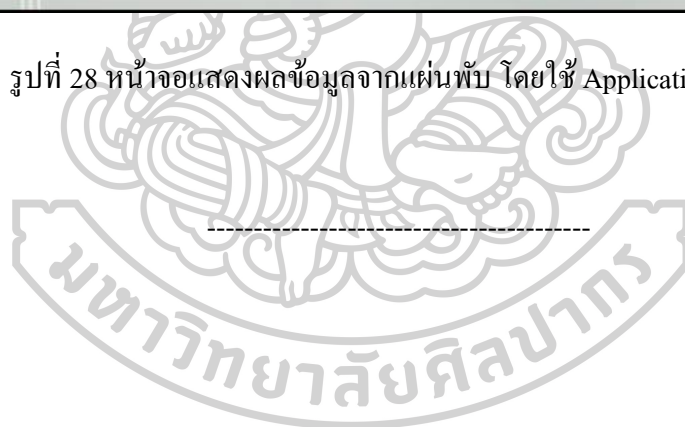 รูปที่ 28 หน้าจอแสดงผลข้อมูลจากแผ่นพับ โดยใช้ Applicati
----------------------------------------
มหาวิทยาลัยศิลปากร